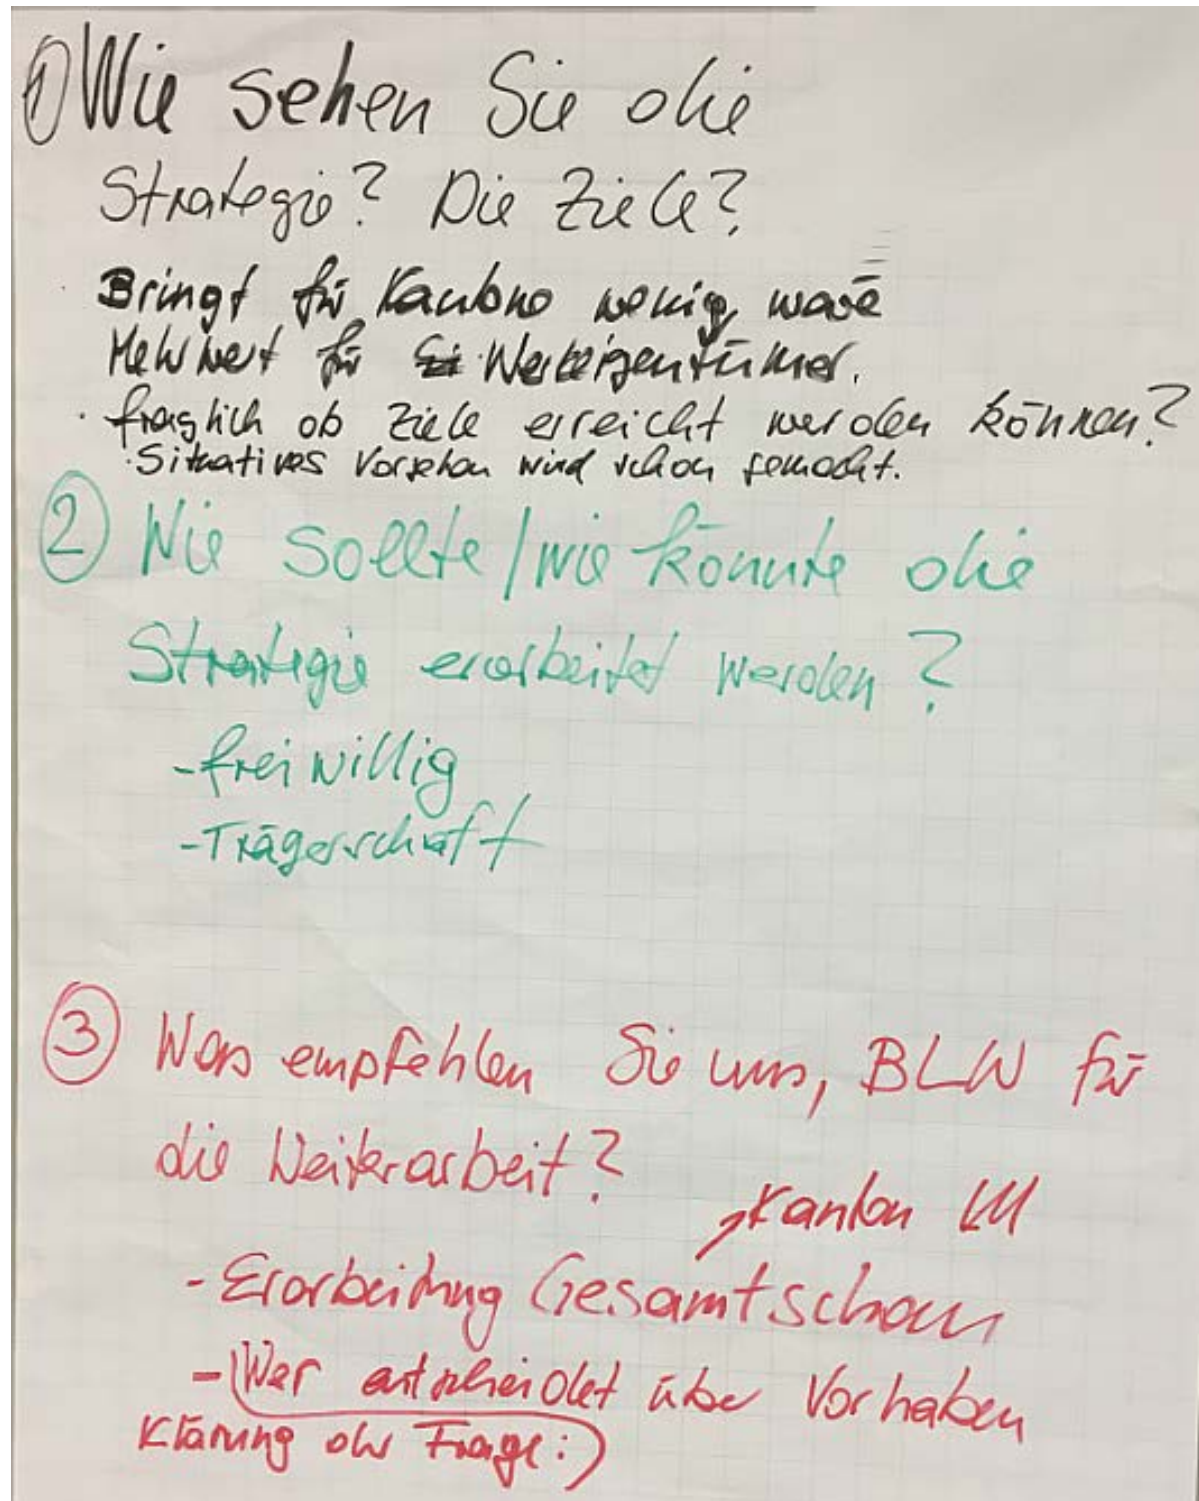 ① Wie sehen Sie die
Strategie? Die Ziele?
· Bringt für Kantone wenig, wäre
Mehrwert für Werkeigentümer.
· fraglich ob Ziele erreicht werden können?
· Situatives Vorgehen wird schon gemacht.
② Wie sollte/wie könnte die
Strategie erarbeitet werden?
- freiwillig
- Trägerschaft
③ Was empfehlen Sie uns, BLW für
die Weiterarbeit?
Kanton LU
- Erarbeitung Gesamtschau
- Wer entscheidet über Vorhaben
Klärung der Frage:)